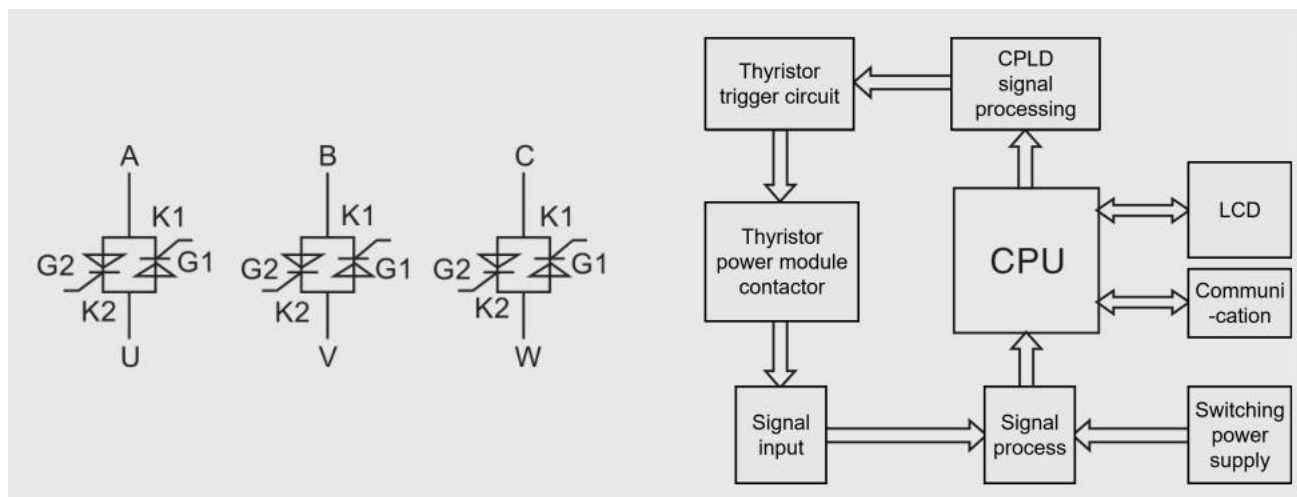 A
K1
G2
G1
K2
U
B
K1
G2
G1
K2
V
C
K1
G2
G1
K2
W
Thyristor
trigger circuit
CPLD
signal
processing
Thyristor
power module
contactor
CPU
LCD
Communi
-cation
Signal
input
Signal
process
Switching
power
supply